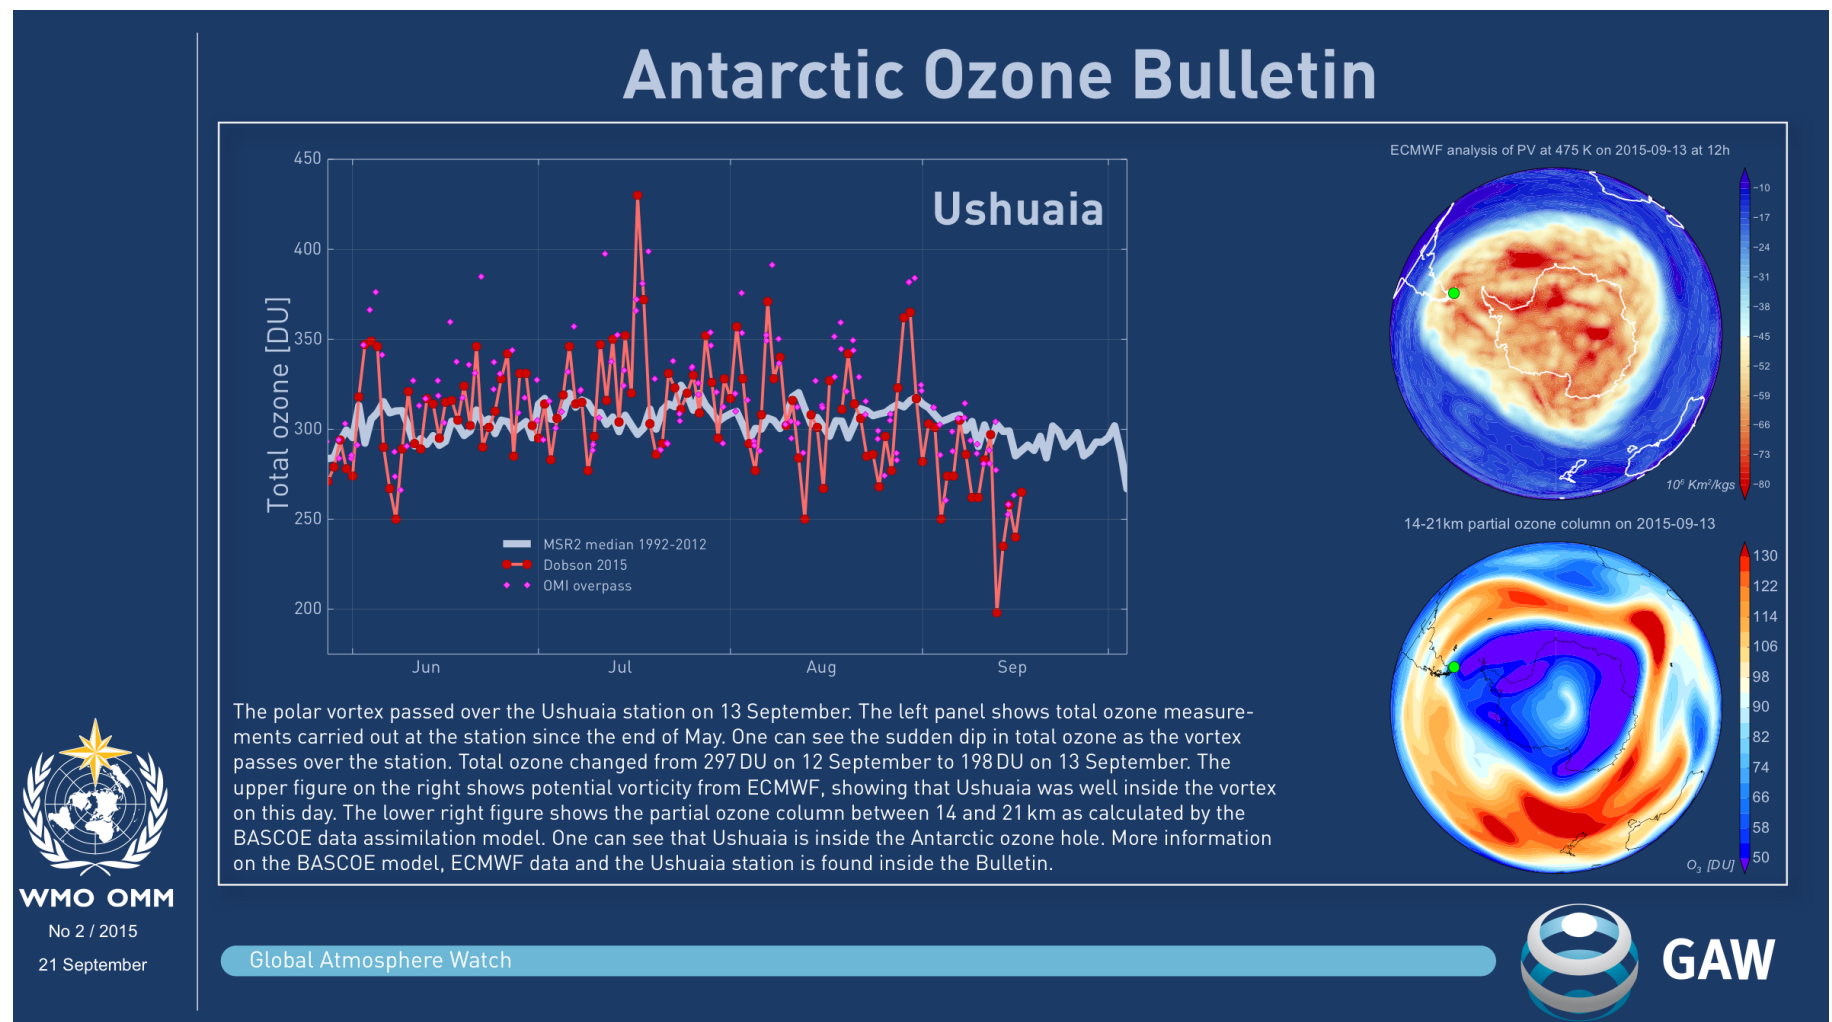 Antarctic Ozone Bulletin
Ushuaia
Total ozone [DU]
450
400
350
300
250
200
MSR2 median 1992-2012
Dobson 2015
OMI overpass
Jun Jul Aug Sep
ECMWF analysis of PV at 475 K on 2015-09-13 at 12h
−10
−17
−24
−31
−38
−45
−52
−59
−66
−73
−80
10⁶ Km²/kgs
14-21km partial ozone column on 2015-09-13
130
122
114
106
98
90
82
74
66
58
50
O₃ [DU]
The polar vortex passed over the Ushuaia station on 13 September. The left panel shows total ozone measure-
ments carried out at the station since the end of May. One can see the sudden dip in total ozone as the vortex
passes over the station. Total ozone changed from 297 DU on 12 September to 198 DU on 13 September. The
upper figure on the right shows potential vorticity from ECMWF, showing that Ushuaia was well inside the vortex
on this day. The lower right figure shows the partial ozone column between 14 and 21 km as calculated by the
BASCOE data assimilation model. One can see that Ushuaia is inside the Antarctic ozone hole. More information
on the BASCOE model, ECMWF data and the Ushuaia station is found inside the Bulletin.
WMO OMM
No 2 / 2015
21 September
Global Atmosphere Watch
GAW